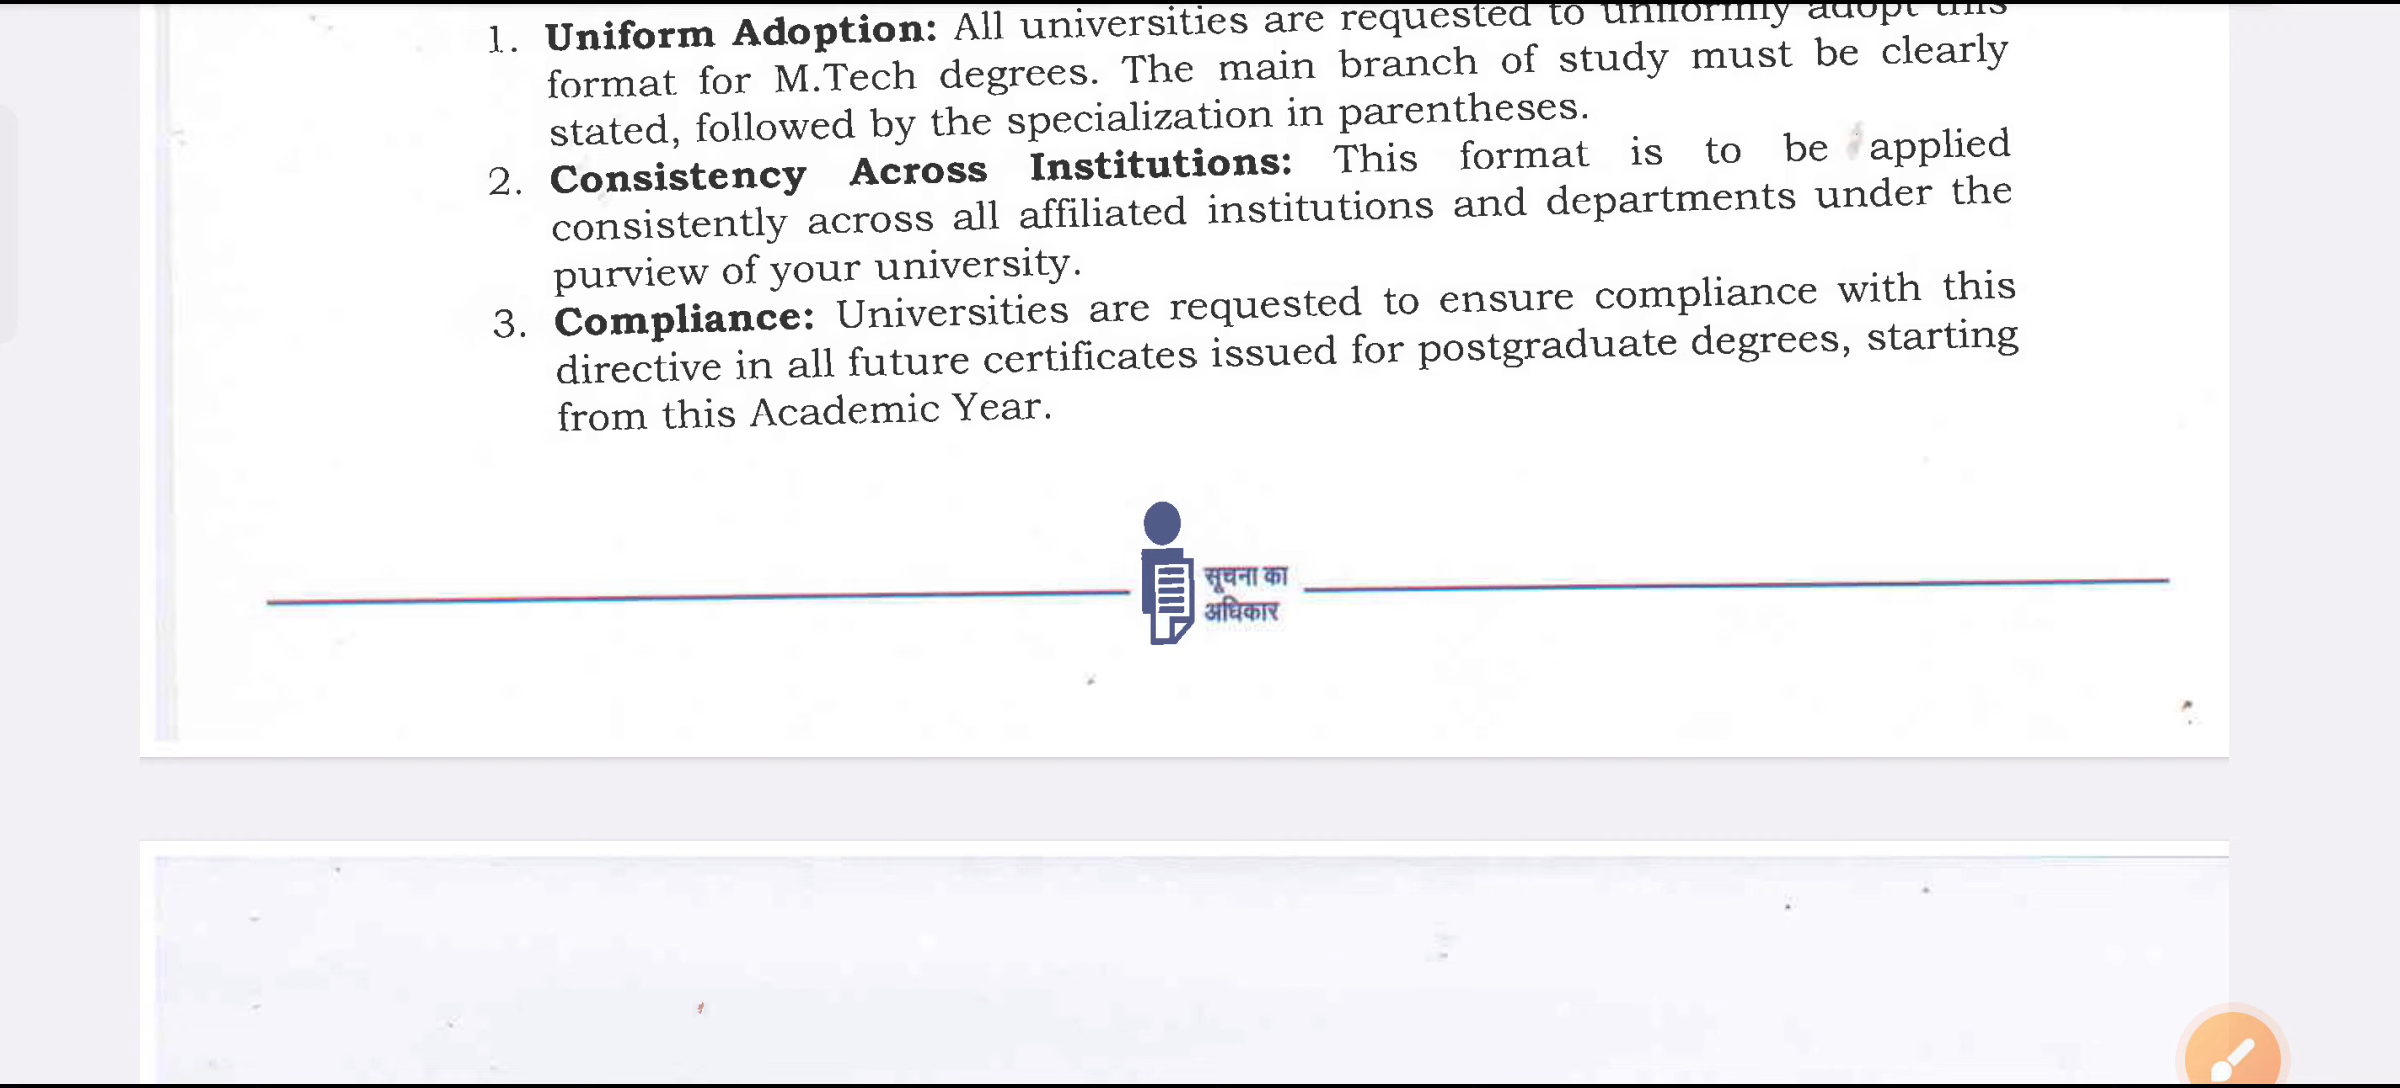 1. Uniform Adoption: All universities are requested to uniformly adopt this
format for M.Tech degrees. The main branch of study must be clearly
stated, followed by the specialization in parentheses.
2. Consistency Across Institutions: This format is to be applied
consistently across all affiliated institutions and departments under the
purview of your university.
3. Compliance: Universities are requested to ensure compliance with this
directive in all future certificates issued for postgraduate degrees, starting
from this Academic Year.
सूचना का
अधिकार